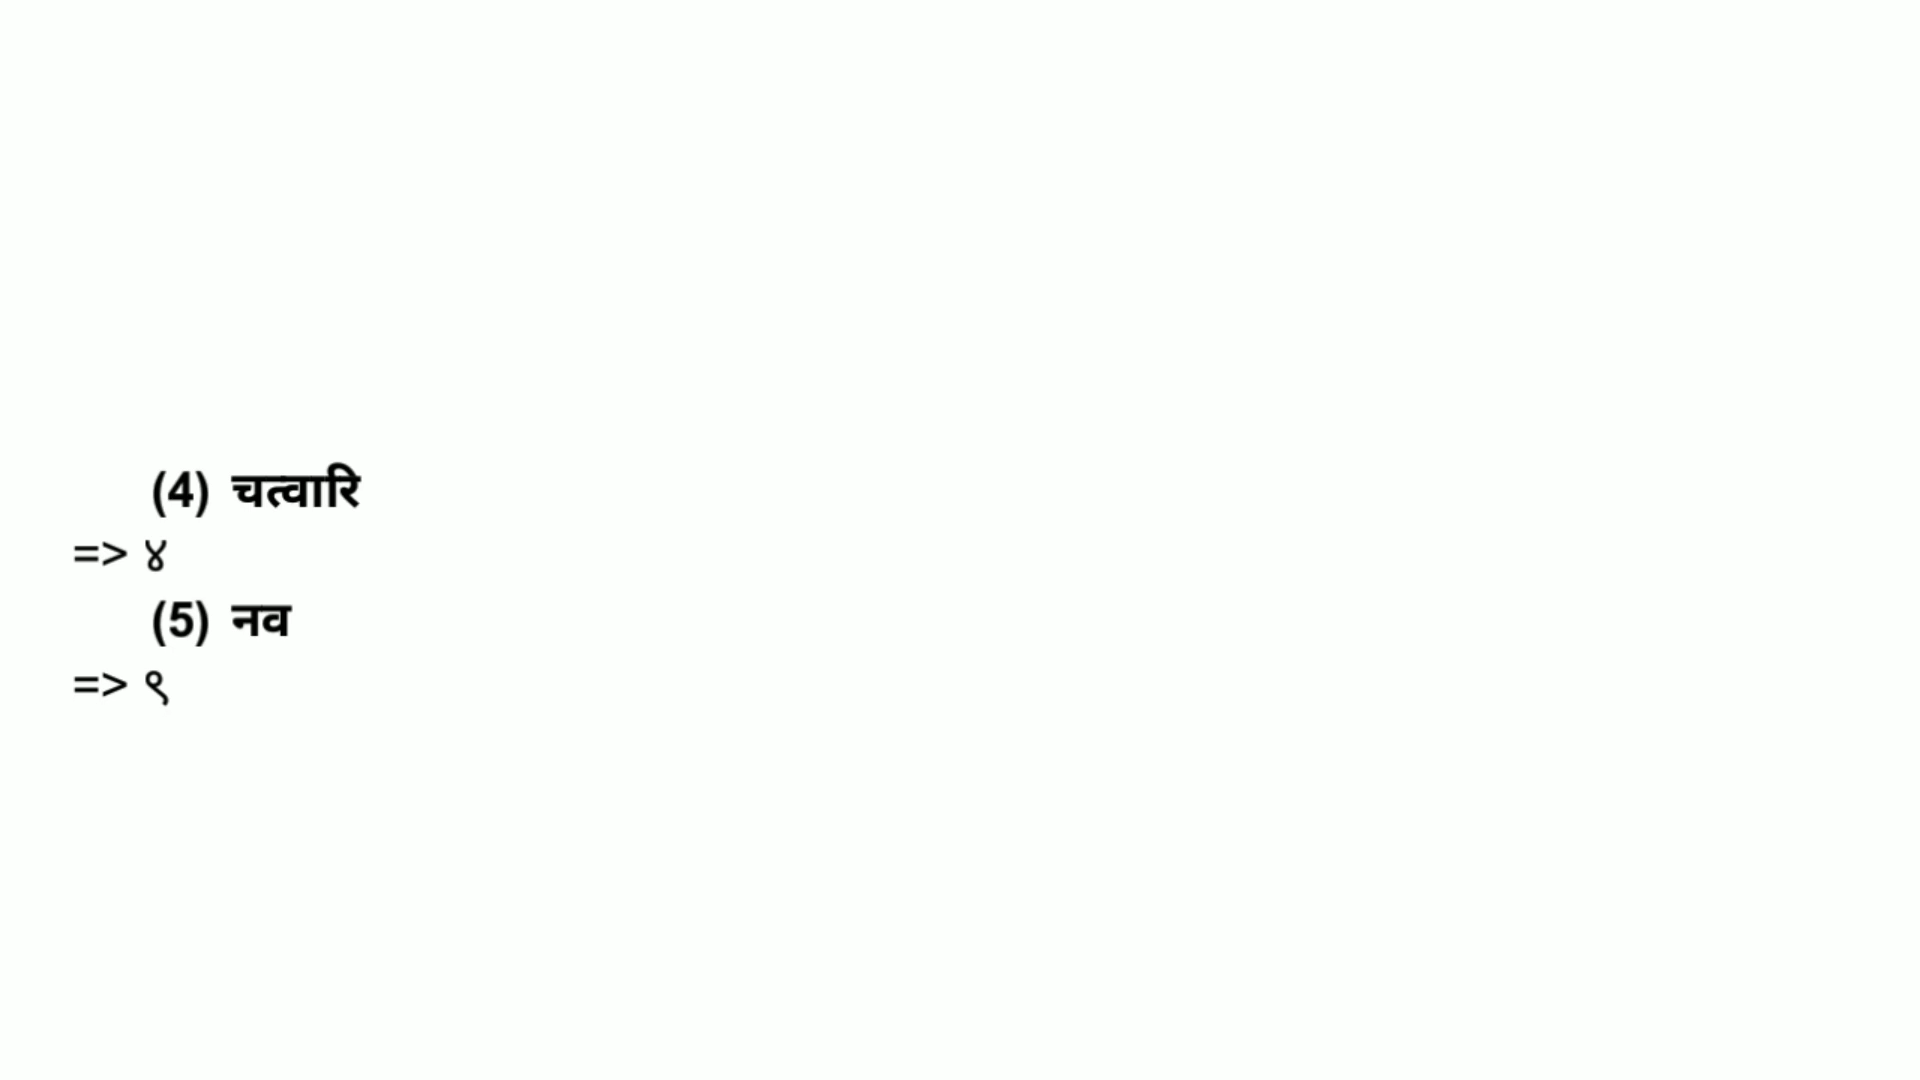 (4) चत्वारि
=> ४
(5) नव
=> ९